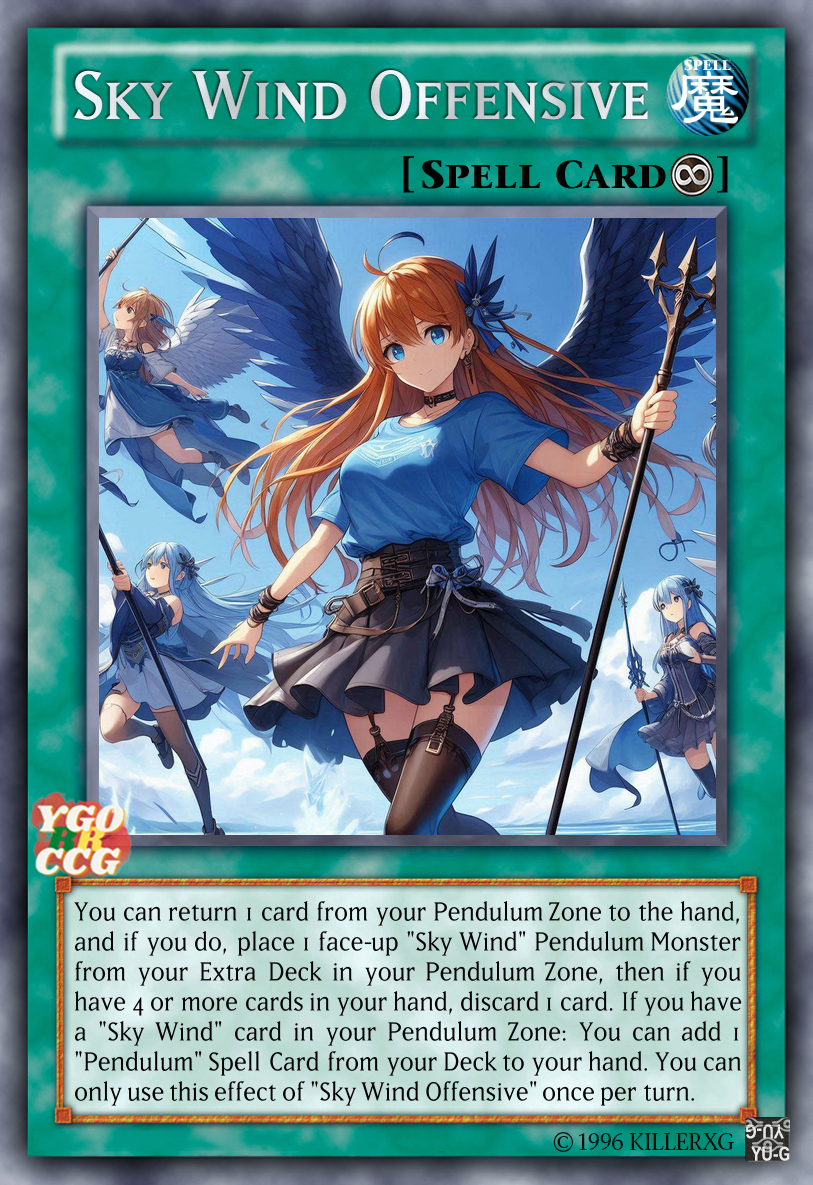 Sky Wind Offensive
SPELL
魔
[Spell Card♾]
YGO
RR
CCG
You can return 1 card from your Pendulum Zone to the hand,
and if you do, place 1 face-up "Sky Wind" Pendulum Monster
from your Extra Deck in your Pendulum Zone, then if you
have 4 or more cards in your hand, discard 1 card. If you have
a "Sky Wind" card in your Pendulum Zone: You can add 1
"Pendulum" Spell Card from your Deck to your hand. You can
only use this effect of "Sky Wind Offensive" once per turn.
© 1996 KILLERXG
YU-G